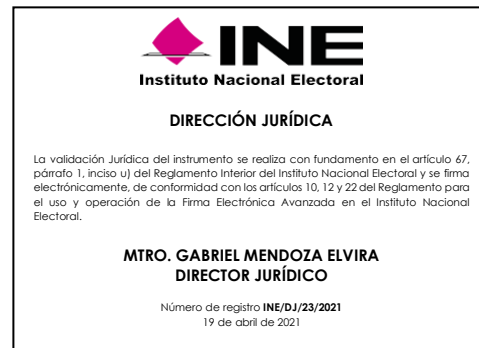 INE
Instituto Nacional Electoral
DIRECCIÓN JURÍDICA
La validación Jurídica del instrumento se realiza con fundamento en el artículo 67,
párrafo 1, inciso u) del Reglamento Interior del Instituto Nacional Electoral y se firma
electrónicamente, de conformidad con los artículos 10, 12 y 22 del Reglamento para
el uso y operación de la Firma Electrónica Avanzada en el Instituto Nacional
Electoral.
MTRO. GABRIEL MENDOZA ELVIRA
DIRECTOR JURÍDICO
Número de registro INE/DJ/23/2021
19 de abril de 2021